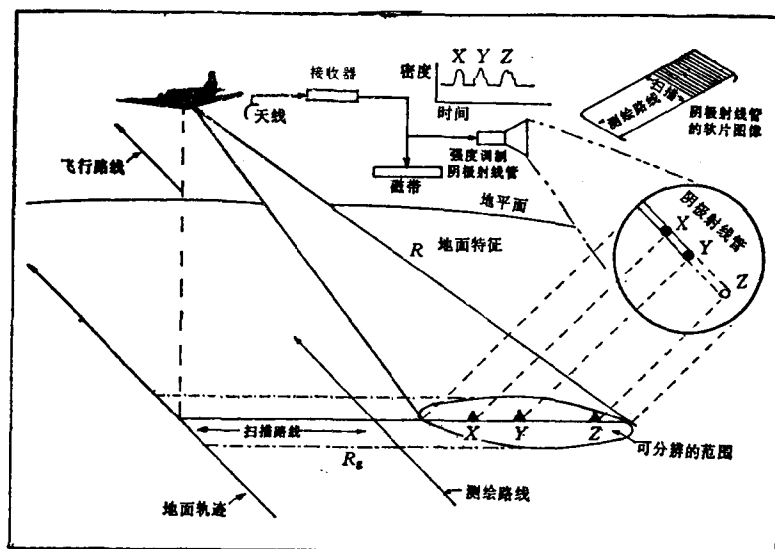 X Y Z
密度
时间
接收器
天线
强度调制
阴极射线管
磁带
测绘路线
"扫描"
阴极射线管
的软片图像
飞行路线
地平面
R
地面特征
阴极射线管
X
Y
Z
X Y Z
扫描路线
Rg
可分辨的范围
地面轨迹
测绘路线